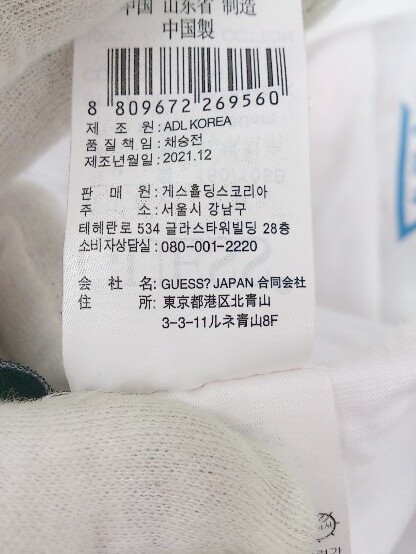 中国 山东省 制造
中国製
8 809672 269560
제 조 원 : ADL KOREA
품 질 책 임 : 채승전
제조년월일 : 2021.12
판 매 원 : 게스홀딩스코리아
주 소 : 서울시 강남구
테헤란로 534 글라스타워빌딩 28층
소비자상담실 : 080-001-2220
会 社 名: GUESS? JAPAN 合同会社
住 所: 東京都港区北青山
3-3-11ルネ青山8F